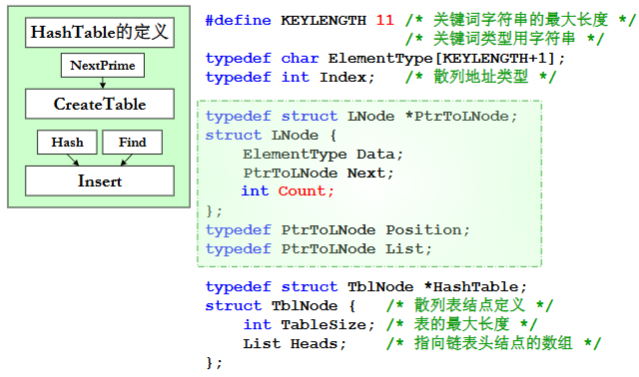 HashTable的定义
NextPrime
CreateTable
Hash
Find
Insert
#define KEYLENGTH 11 /* 关键词字符串的最大长度 */
/* 关键词类型用字符串 */
typedef char ElementType[KEYLENGTH+1];
typedef int Index; /* 散列地址类型 */
typedef struct LNode *PtrToLNode;
struct LNode {
ElementType Data;
PtrToLNode Next;
int Count;
};
typedef PtrToLNode Position;
typedef PtrToLNode List;
typedef struct TblNode *HashTable;
struct TblNode { /* 散列表结点定义 */
int TableSize; /* 表的最大长度 */
List Heads; /* 指向链表头结点的数组 */
};